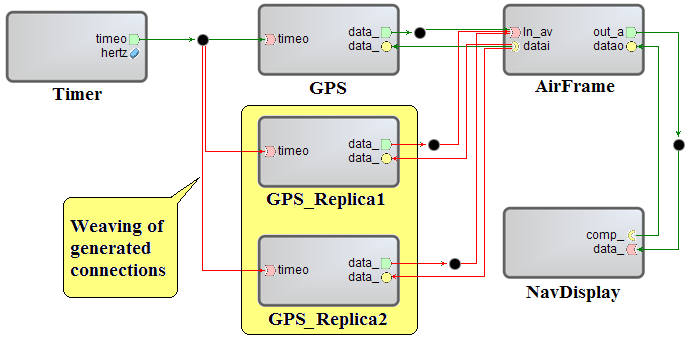 timeo
hertz
Timer
timeo
data_
data_
GPS
In_av
datai
out_a
datao
AirFrame
timeo
data_
data_
GPS_Replica1
Weaving of
generated
connections
timeo
data_
data_
GPS_Replica2
comp_
data_
NavDisplay